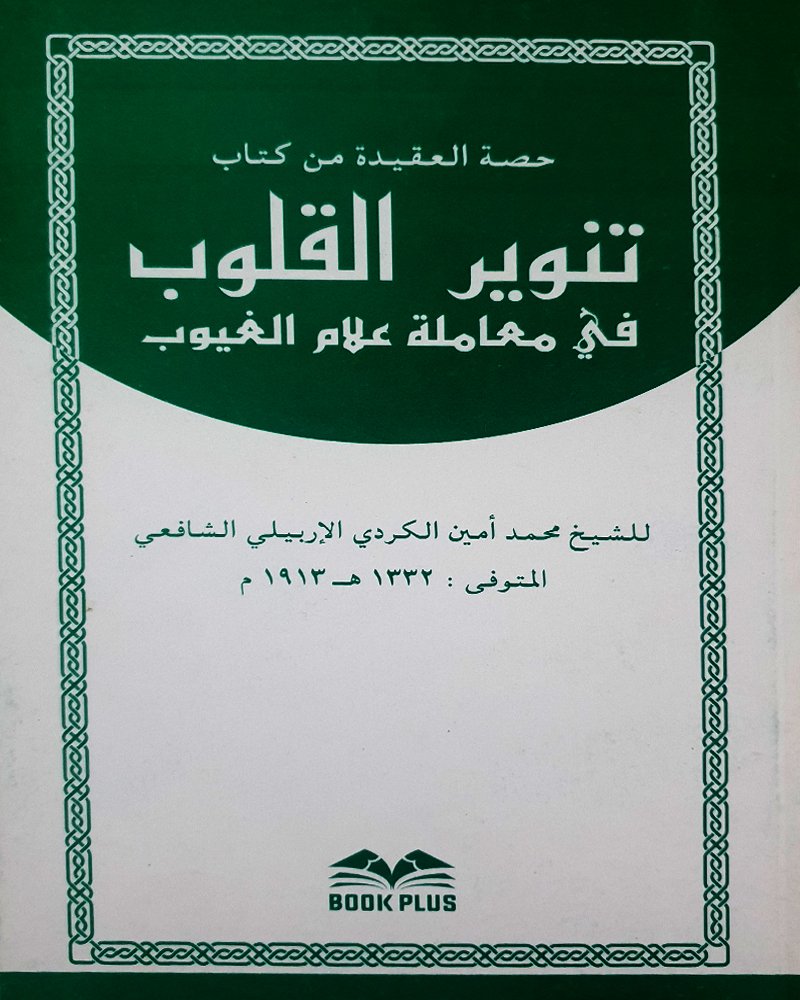 حصة العقيدة من كتاب
تنوير القلوب
في معاملة علام الغيوب
للشيخ محمد أمين الكردي الإربيلي الشافعي
المتوفى : ١٣٣٢ هـ ١٩١٣ م
BOOK PLUS